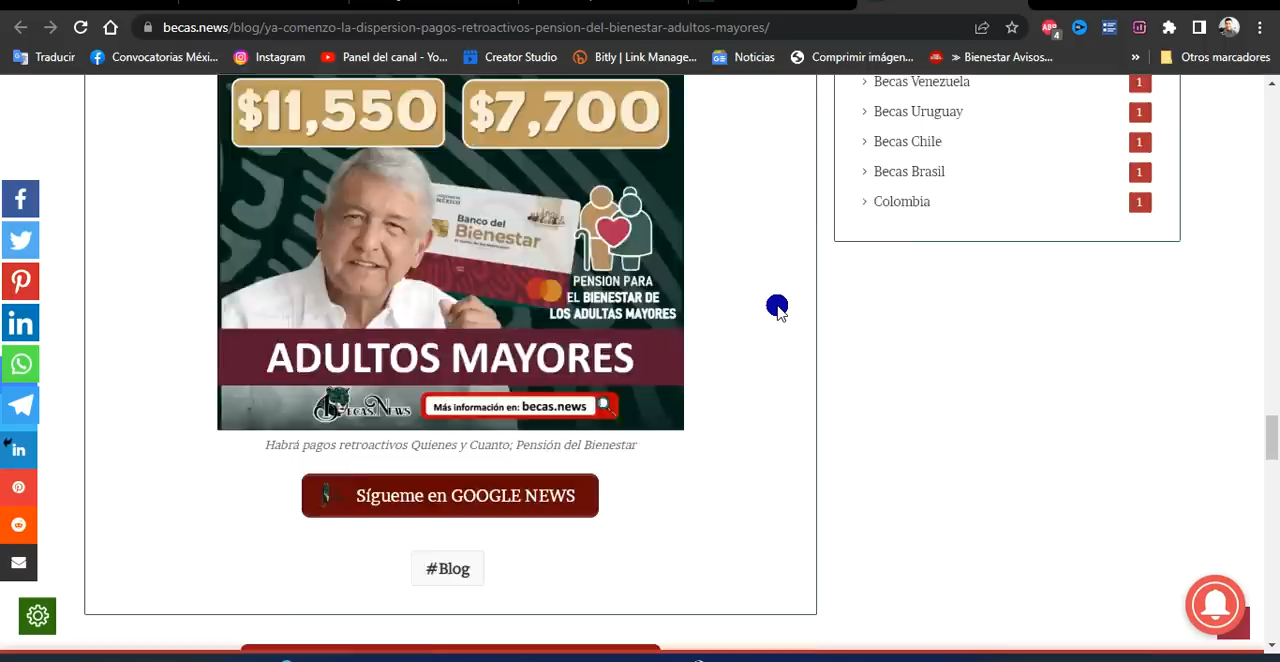 becas.news/blog/ya-comenzo-la-dispersion-pagos-retroactivos-pension-del-bienestar-adultos-mayores/
4
Traducir
Convocatorias Méxi...
Instagram
Panel del canal - Yo...
Creator Studio
Bitly | Link Manage...
Noticias
Comprimir imágen...
> Bienestar Avisos...
»
Otros marcadores
$11,550
$7,700
Banco del
Bienestar
PENSION PARA
EL BIENESTAR DE
LOS ADULTAS MAYORES
ADULTOS MAYORES
BECAS.NEWS
Más información en: becas.news
Habrá pagos retroactivos Quienes y Cuanto; Pensión del Bienestar
Sígueme en GOOGLE NEWS
#Blog
Becas Venezuela
1
Becas Uruguay
1
Becas Chile
1
Becas Brasil
1
Colombia
1